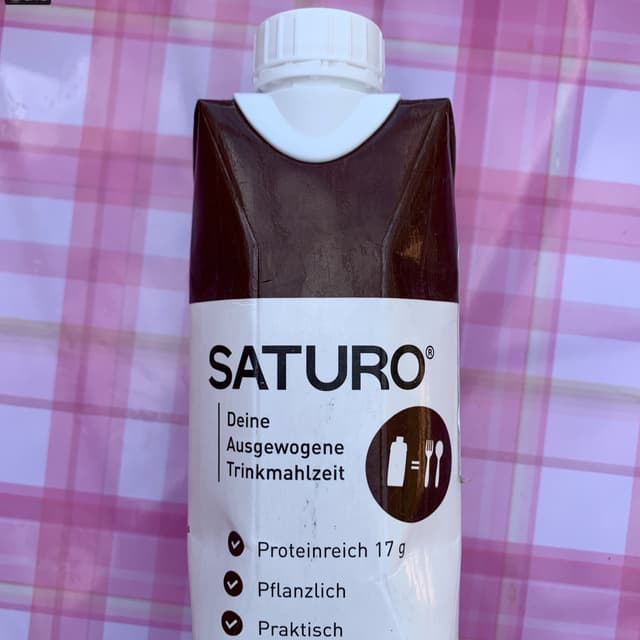 SATURO®
Deine
Ausgewogene
Trinkmahlzeit
Proteinreich 17 g
Pflanzlich
Praktisch